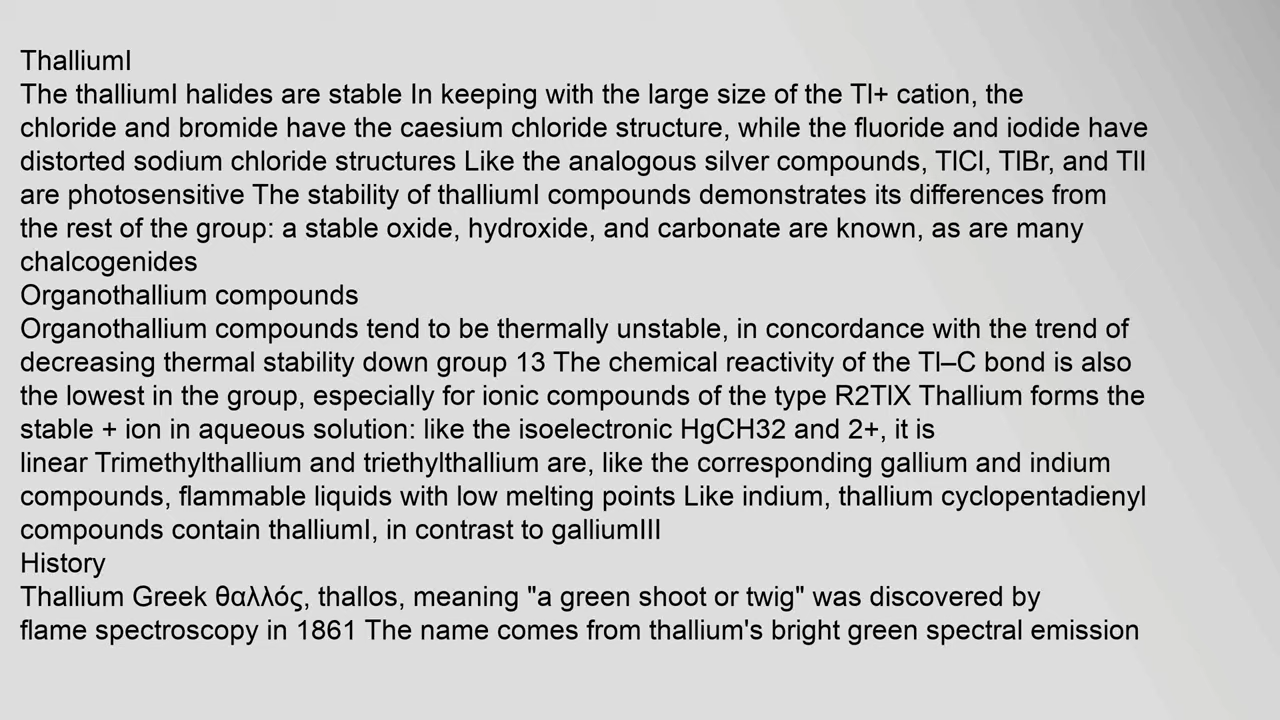 ThalliumI
The thalliumI halides are stable In keeping with the large size of the Tl+ cation, the
chloride and bromide have the caesium chloride structure, while the fluoride and iodide have
distorted sodium chloride structures Like the analogous silver compounds, TlCl, TlBr, and TlI
are photosensitive The stability of thalliumI compounds demonstrates its differences from
the rest of the group: a stable oxide, hydroxide, and carbonate are known, as are many
chalcogenides
Organothallium compounds
Organothallium compounds tend to be thermally unstable, in concordance with the trend of
decreasing thermal stability down group 13 The chemical reactivity of the Tl–C bond is also
the lowest in the group, especially for ionic compounds of the type R2TlX Thallium forms the
stable + ion in aqueous solution: like the isoelectronic HgCH32 and 2+, it is
linear Trimethylthallium and triethylthallium are, like the corresponding gallium and indium
compounds, flammable liquids with low melting points Like indium, thallium cyclopentadienyl
compounds contain thalliumI, in contrast to galliumIII
History
Thallium Greek θαλλός, thallos, meaning "a green shoot or twig" was discovered by
flame spectroscopy in 1861 The name comes from thallium's bright green spectral emission